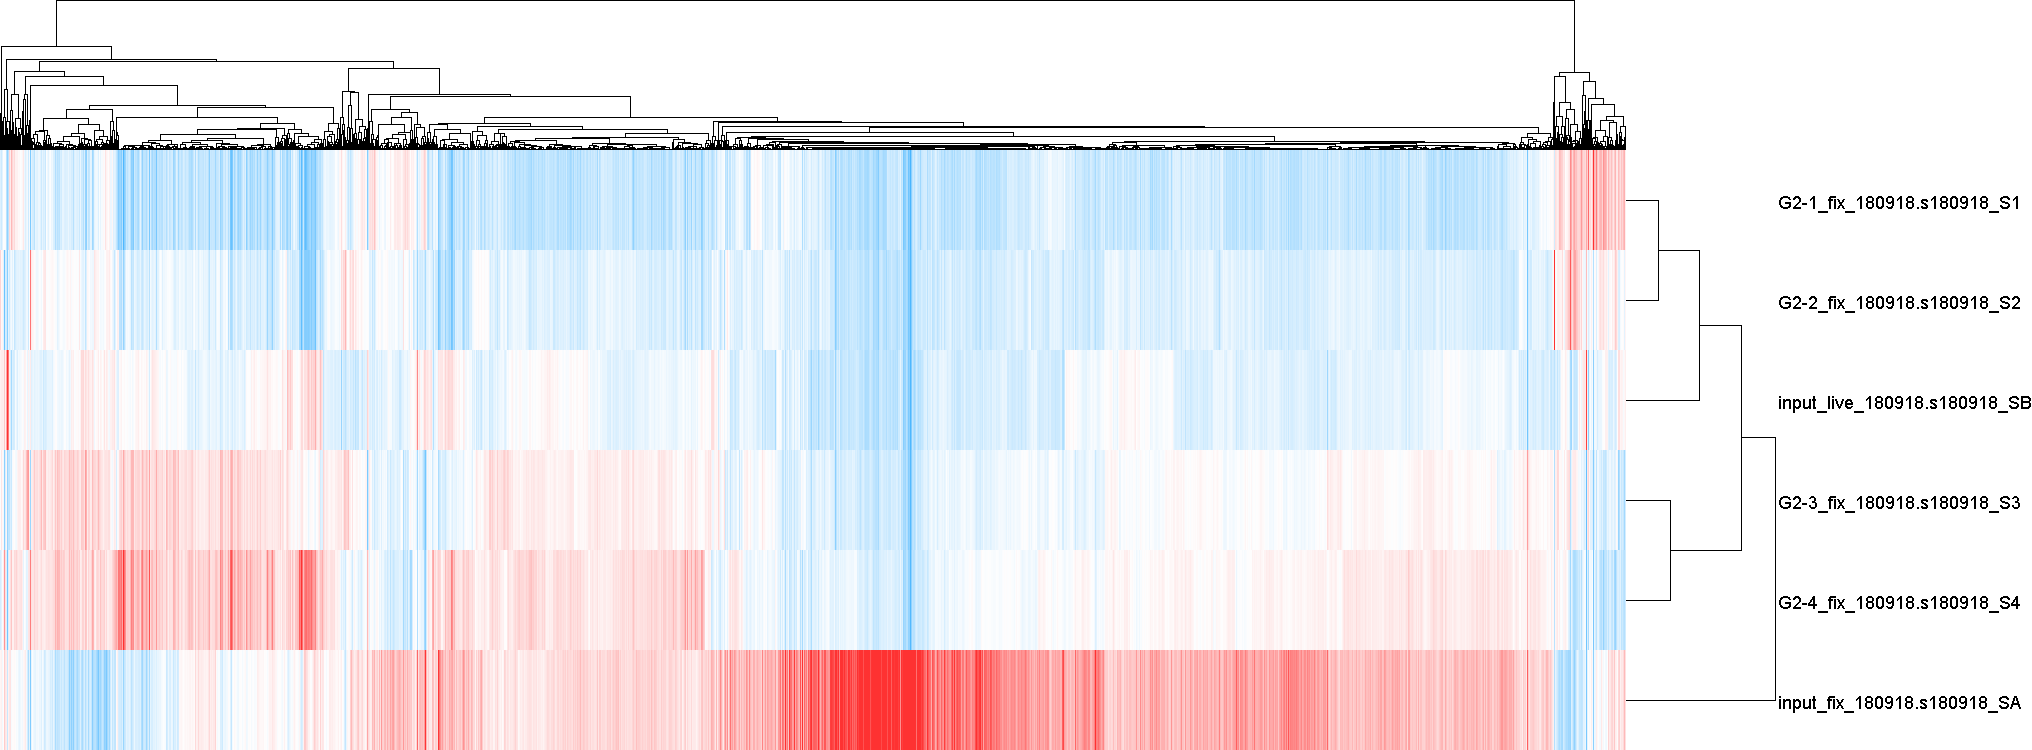 G2-1_fix_180918.s180918_S1
G2-2_fix_180918.s180918_S2
input_live_180918.s180918_SB
G2-3_fix_180918.s180918_S3
G2-4_fix_180918.s180918_S4
input_fix_180918.s180918_SA